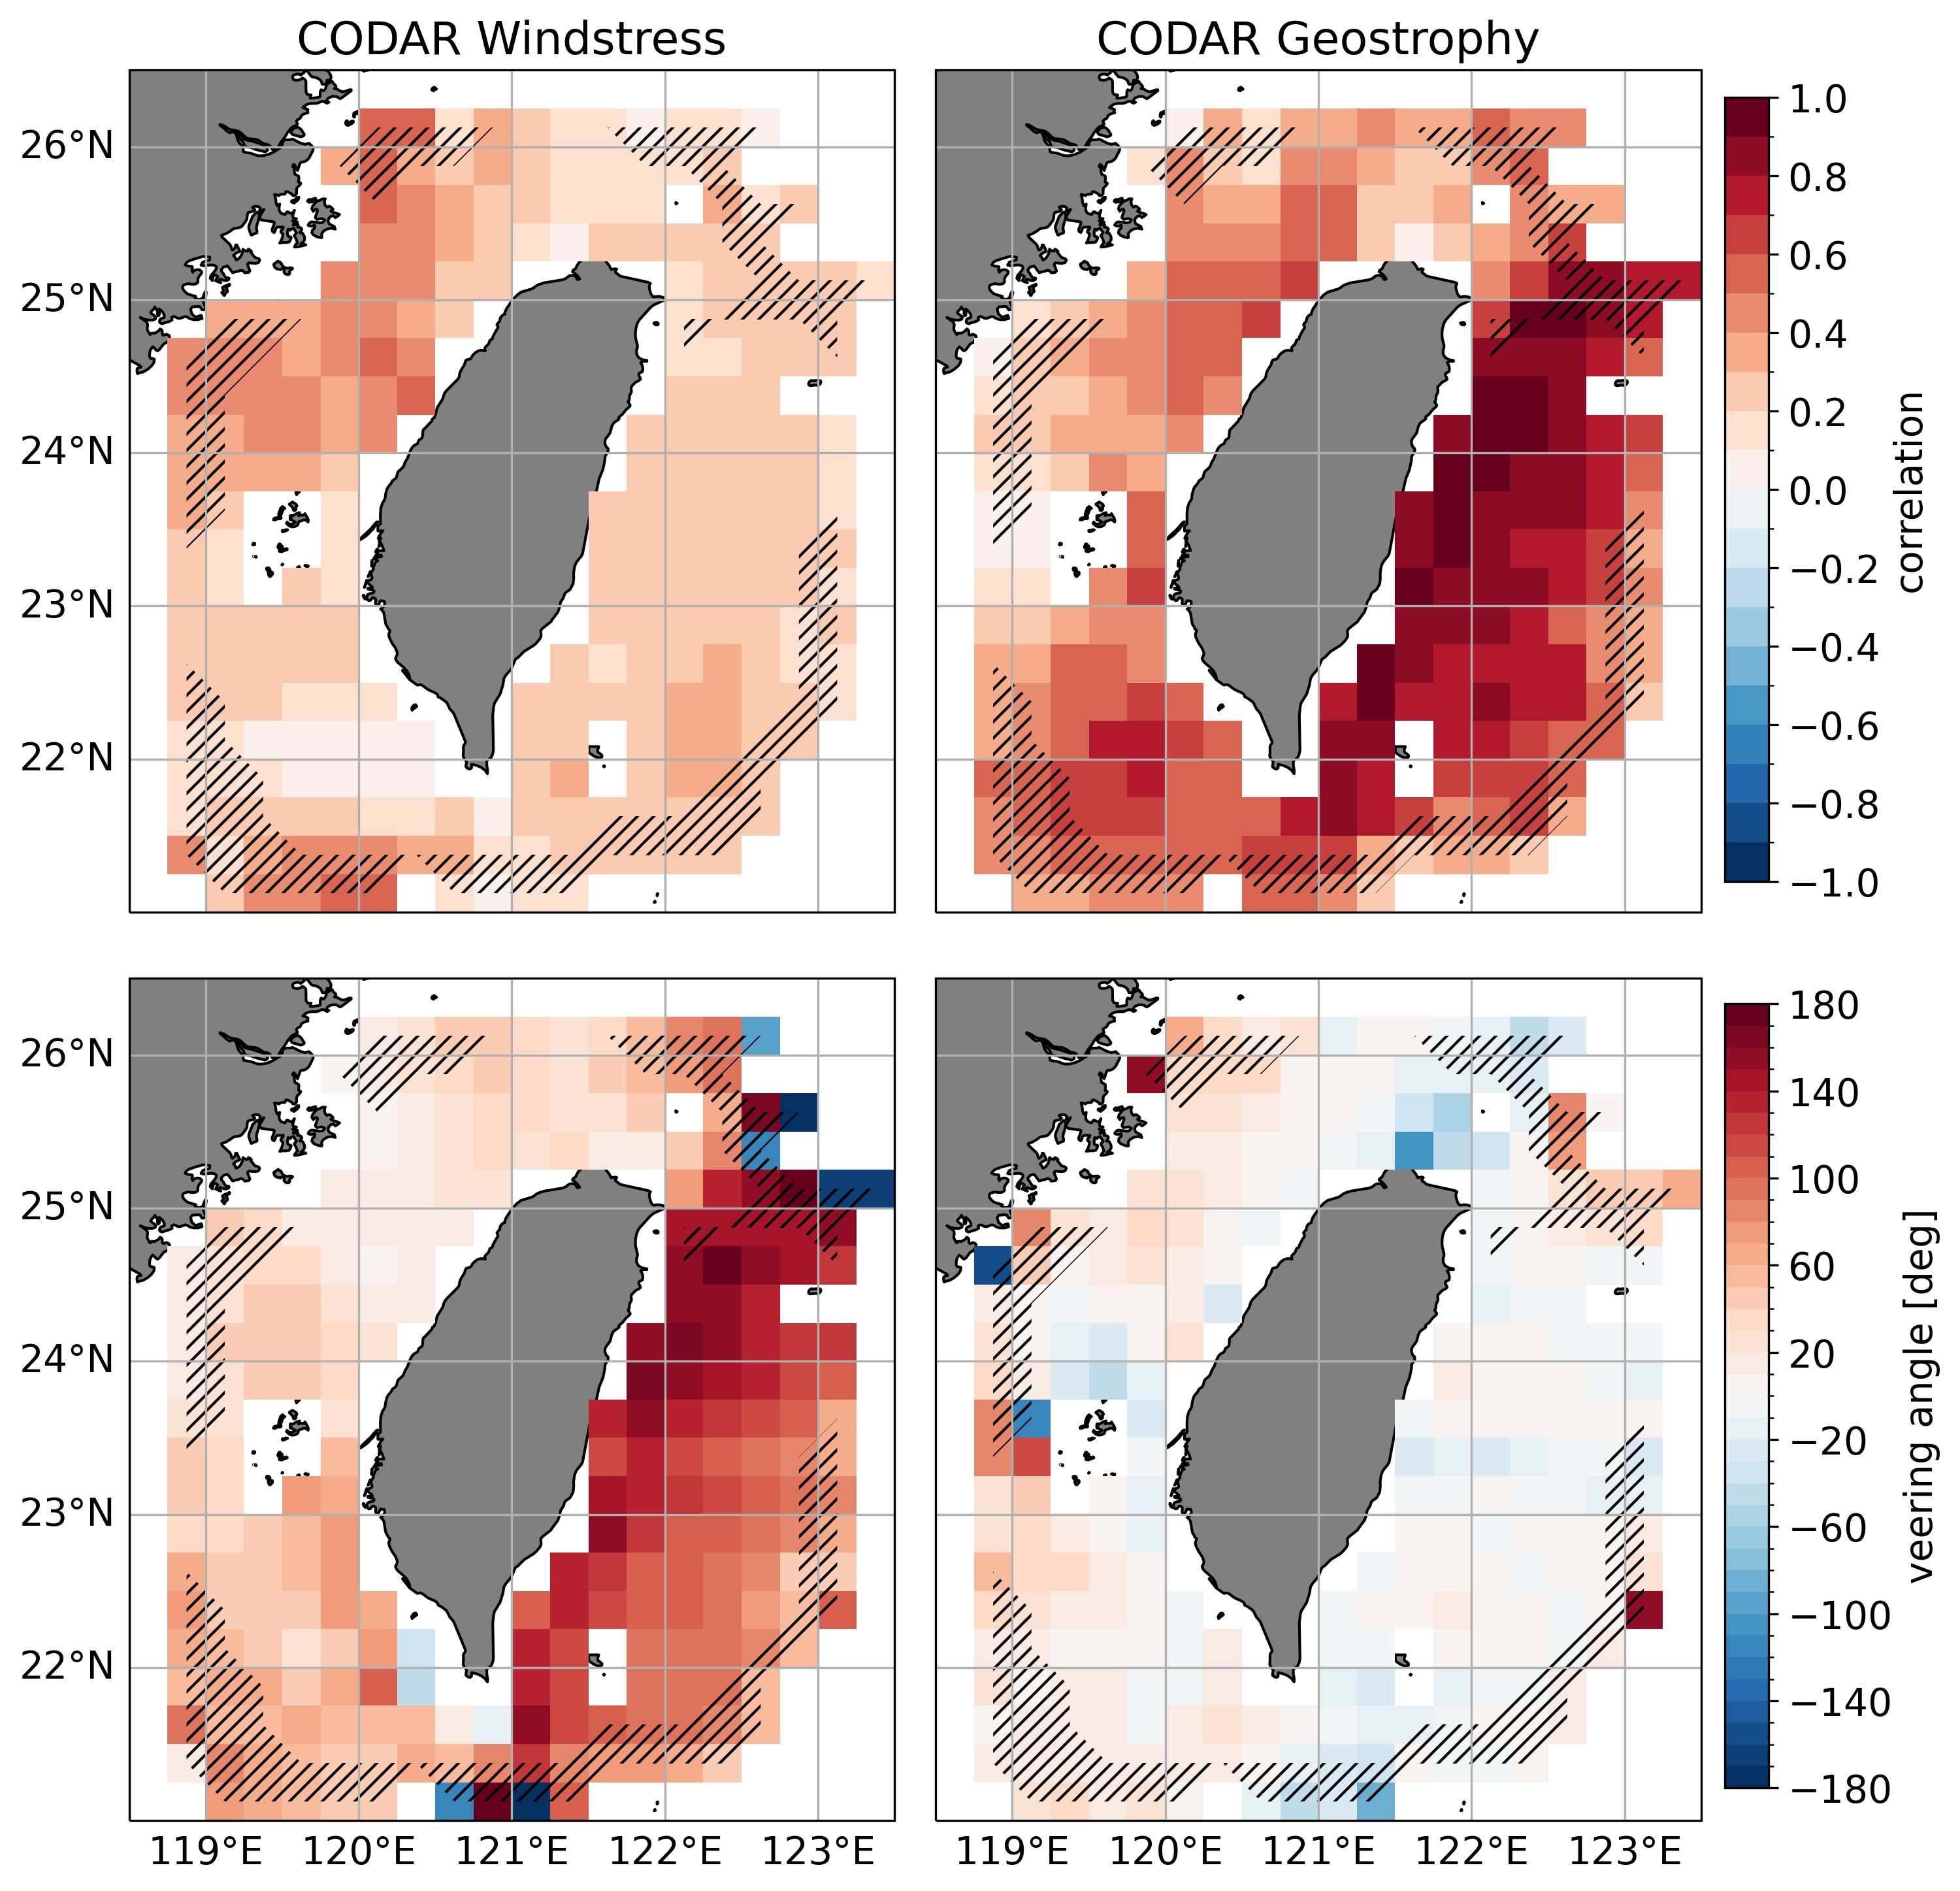 CODAR Windstress
CODAR Geostrophy
26°N
25°N
24°N
23°N
22°N
1.0
0.8
0.6
0.4
0.2
0.0
−0.2
−0.4
−0.6
−0.8
−1.0
correlation
26°N
25°N
24°N
23°N
22°N
119°E
120°E
121°E
122°E
123°E
119°E
120°E
121°E
122°E
123°E
180
140
100
60
20
−20
−60
−100
−140
−180
veering angle [deg]